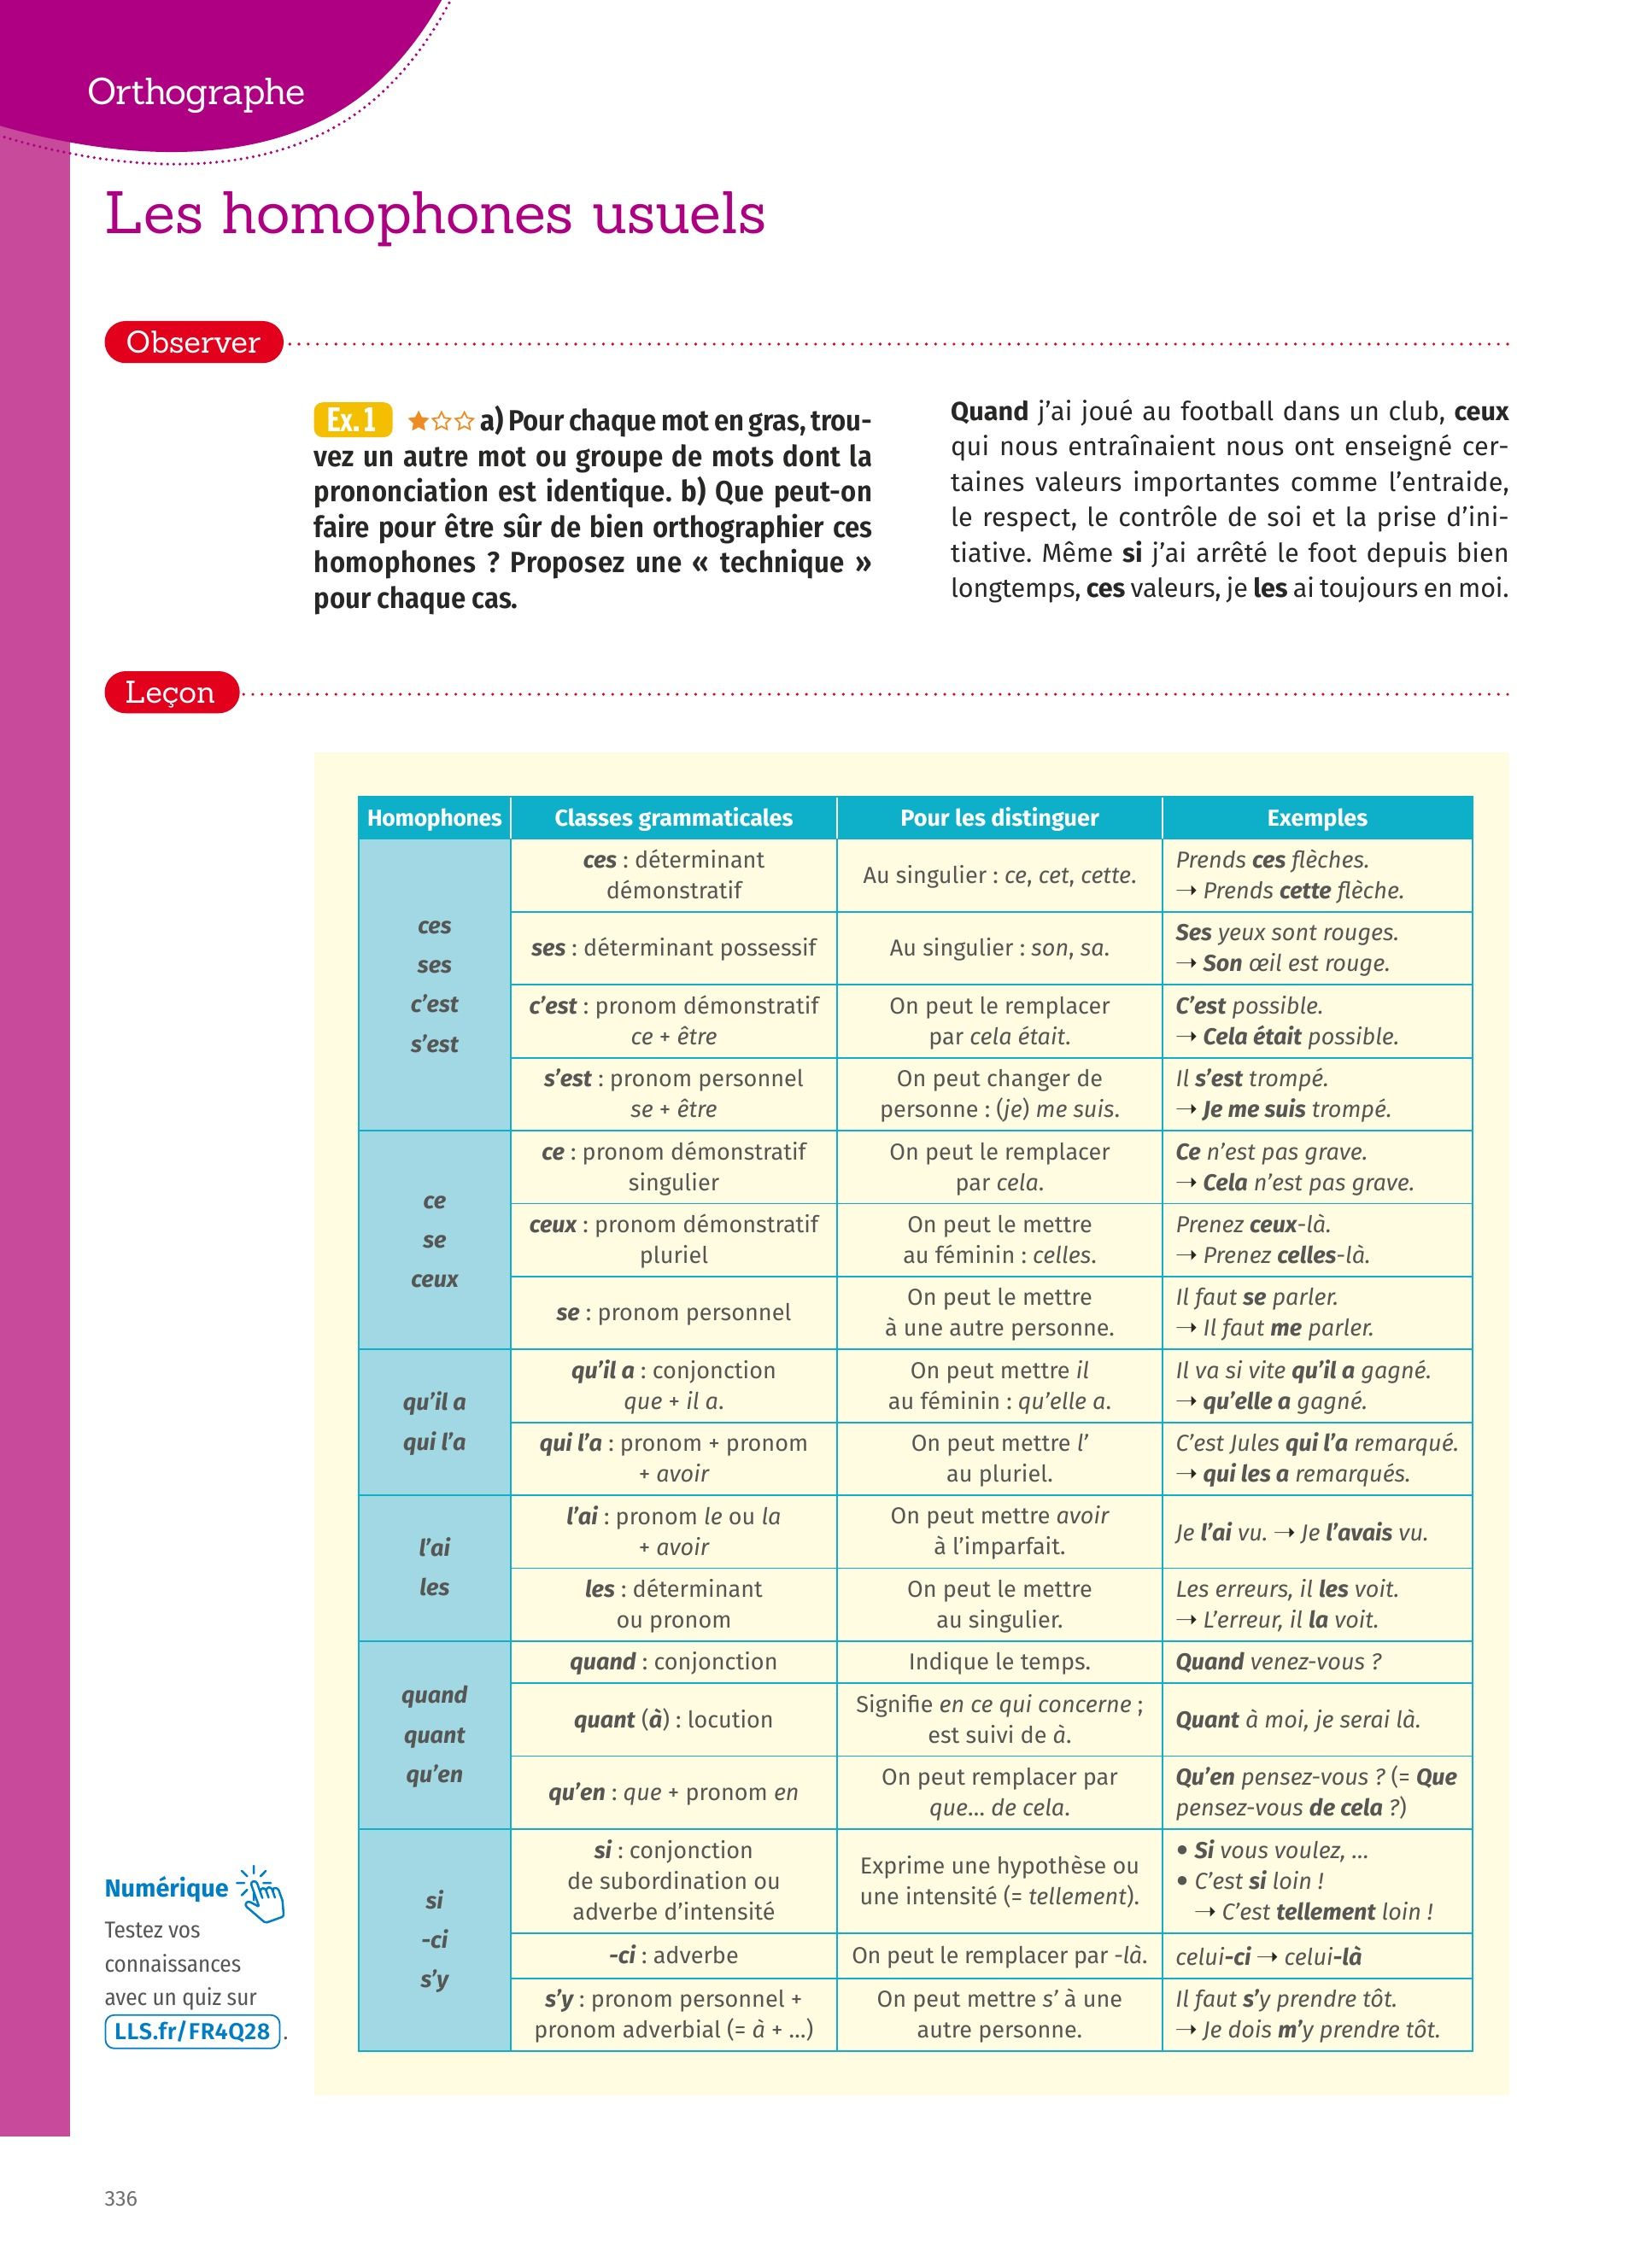 Orthographe
Les homophones usuels
Observer
Ex. 1 ★☆☆ a) Pour chaque mot en gras, trou-
vez un autre mot ou groupe de mots dont la
prononciation est identique. b) Que peut-on
faire pour être sûr de bien orthographier ces
homophones ? Proposez une « technique »
pour chaque cas.
Quand j’ai joué au football dans un club, ceux
qui nous entraînaient nous ont enseigné cer-
taines valeurs importantes comme l’entraide,
le respect, le contrôle de soi et la prise d’ini-
tiative. Même si j’ai arrêté le foot depuis bien
longtemps, ces valeurs, je les ai toujours en moi.
Leçon
Homophones
Classes grammaticales
Pour les distinguer
Exemples
ces
ses
c’est
s’est
ces : déterminant
démonstratif
Au singulier : ce, cet, cette.
Prends ces flèches.
→ Prends cette flèche.
ses : déterminant possessif
Au singulier : son, sa.
Ses yeux sont rouges.
→ Son œil est rouge.
c’est : pronom démonstratif
ce + être
On peut le remplacer
par cela était.
C’est possible.
→ Cela était possible.
s’est : pronom personnel
se + être
On peut changer de
personne : (je) me suis.
Il s’est trompé.
→ Je me suis trompé.
ce
se
ceux
ce : pronom démonstratif
singulier
On peut le remplacer
par cela.
Ce n’est pas grave.
→ Cela n’est pas grave.
ceux : pronom démonstratif
pluriel
On peut le mettre
au féminin : celles.
Prenez ceux-là.
→ Prenez celles-là.
se : pronom personnel
On peut le mettre
à une autre personne.
Il faut se parler.
→ Il faut me parler.
qu’il a
qui l’a
qu’il a : conjonction
que + il a.
On peut mettre il
au féminin : qu’elle a.
Il va si vite qu’il a gagné.
→ qu’elle a gagné.
qui l’a : pronom + pronom
+ avoir
On peut mettre l’
au pluriel.
C’est Jules qui l’a remarqué.
→ qui les a remarqués.
l’ai
les
l’ai : pronom le ou la
+ avoir
On peut mettre avoir
à l’imparfait.
Je l’ai vu. → Je l’avais vu.
les : déterminant
ou pronom
On peut le mettre
au singulier.
Les erreurs, il les voit.
→ L’erreur, il la voit.
quand
quant
qu’en
quand : conjonction
Indique le temps.
Quand venez-vous ?
quant (à) : locution
Signifie en ce qui concerne ;
est suivi de à.
Quant à moi, je serai là.
qu’en : que + pronom en
On peut remplacer par
que... de cela.
Qu’en pensez-vous ? (= Que
pensez-vous de cela ?)
si
-ci
s’y
si : conjonction
de subordination ou
adverbe d’intensité
Exprime une hypothèse ou
une intensité (= tellement).
• Si vous voulez, ...
• C’est si loin !
→ C’est tellement loin !
-ci : adverbe
On peut le remplacer par -là.
celui-ci → celui-là
s’y : pronom personnel +
pronom adverbial (= à + ...)
On peut mettre s’ à une
autre personne.
Il faut s’y prendre tôt.
→ Je dois m’y prendre tôt.
Numérique
Testez vos
connaissances
avec un quiz sur
LLS.fr/FR4Q28 .
336